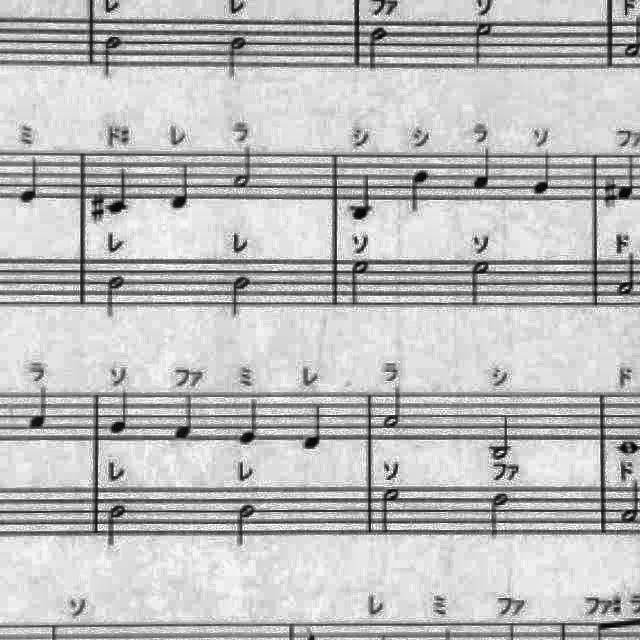 レ レ ファ ソ ド
ミ ド♯ レ ラ シ シ ラ ソ ファ
レ レ ソ ソ ド
ラ ソ ファ ミ レ ラ シ ド
レ レ ソ ファ ド
ソ レ ミ ファ ファ♯ ラ